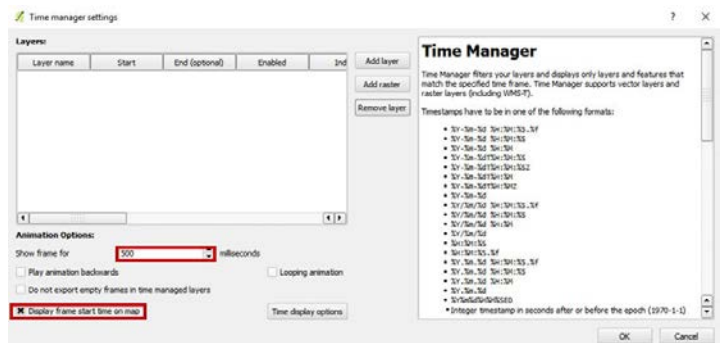 Time manager settings
? X
Layers:
Layer name Start End (optional) Enabled Ind
Add layer
Add raster
Remove layer
Animation Options:
Show frame for 500 milliseconds
Play animation backwards Looping animation
Do not export empty frames in time managed layers
Display frame start time on map Time display options
Time Manager
Time Manager filters your layers and displays only layers and features that
match the specified time frame. Time Manager supports vector layers and
raster layers (including WMS-T).
Timestamps have to be in one of the following formats:
• %Y-%m-%d %H:%M:%S.%f
• %Y-%m-%d %H:%M:%S
• %Y-%m-%d %H:%M
• %Y-%m-%dT%H:%M:%S
• %Y-%m-%dT%H:%M:%SZ
• %Y-%m-%dT%H:%M
• %Y-%m-%dT%H:%MZ
• %Y-%m-%d
• %Y/%m/%d %H:%M:%S.%f
• %Y/%m/%d %H:%M:%S
• %Y/%m/%d %H:%M
• %Y/%m/%d
• %H:%M:%S
• %H:%M:%S.%f
• %Y.%m.%d %H:%M:%S.%f
• %Y.%m.%d %H:%M:%S
• %Y.%m.%d %H:%M
• %Y.%m.%d
• %Y%m%d%H%M%SED
• Integer timestamp in seconds after or before the epoch (1970-1-1)
OK Cancel